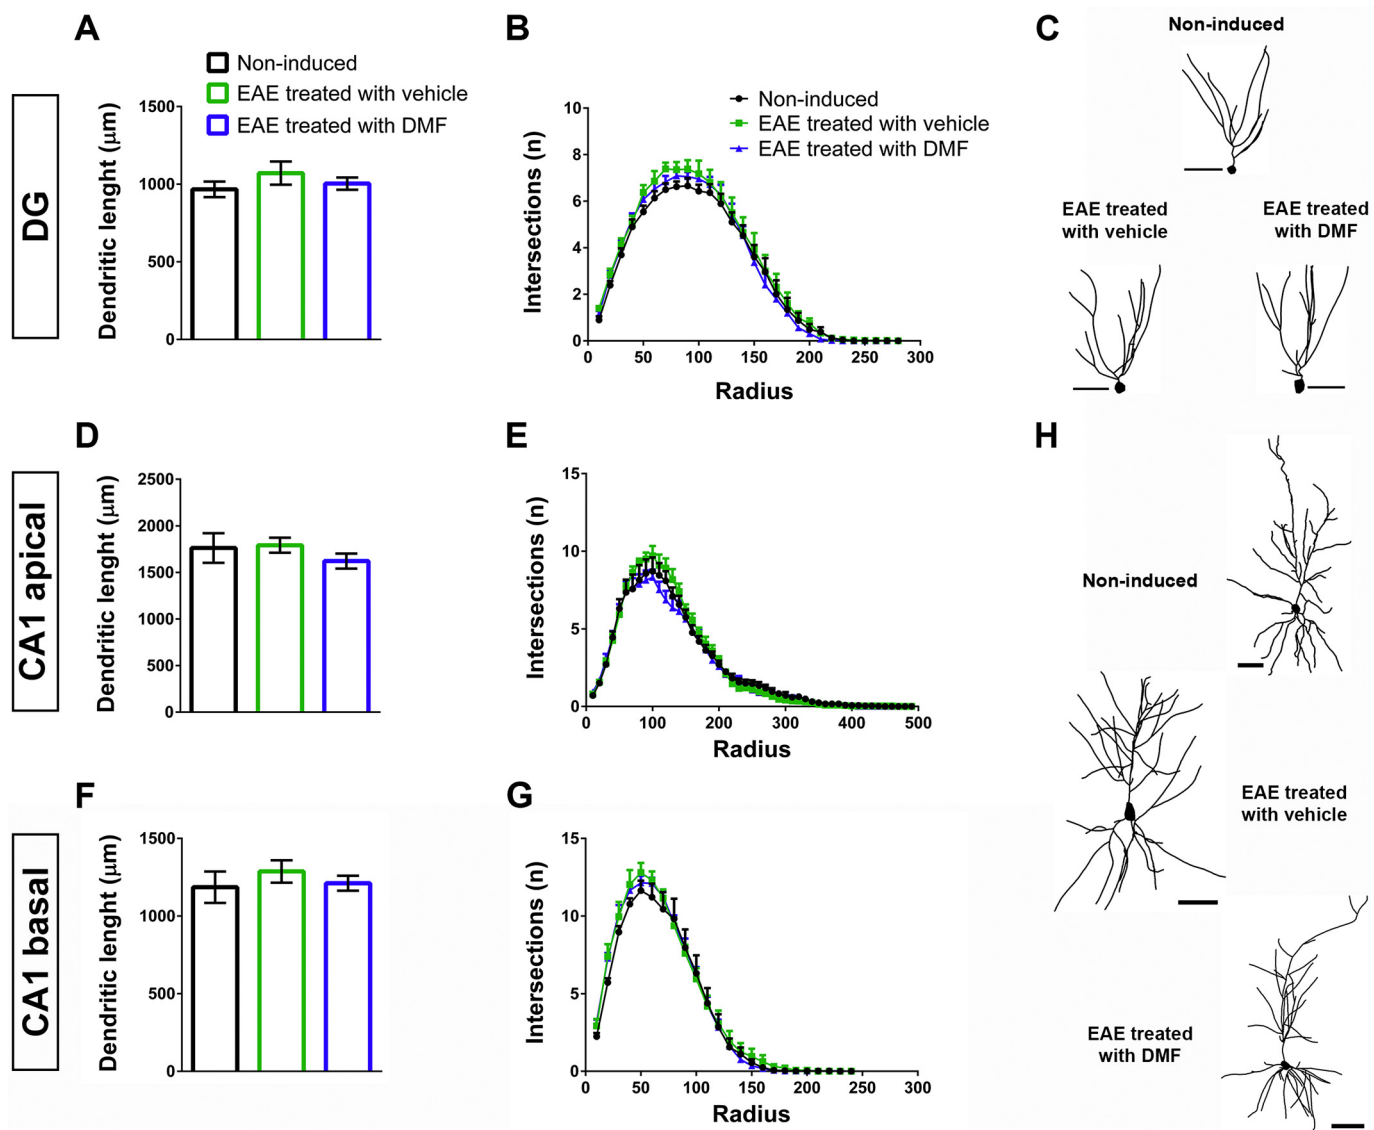 A
Non-induced
EAE treated with vehicle
EAE treated with DMF
DG
Dendritic lenght (μm)
1500
1000
500
0
B
Non-induced
EAE treated with vehicle
EAE treated with DMF
Intersections (n)
10
8
6
4
2
0
0 50 100 150 200 250 300
Radius
C
Non-induced
EAE treated
with vehicle
EAE treated
with DMF
D
CA1 apical
Dendritic lenght (μm)
2500
2000
1500
1000
500
0
E
Intersections (n)
15
10
5
0
0 100 200 300 400 500
Radius
F
CA1 basal
Dendritic lenght (μm)
1500
1000
500
0
G
Intersections (n)
15
10
5
0
0 50 100 150 200 250 300
Radius
H
Non-induced
EAE treated
with vehicle
EAE treated
with DMF